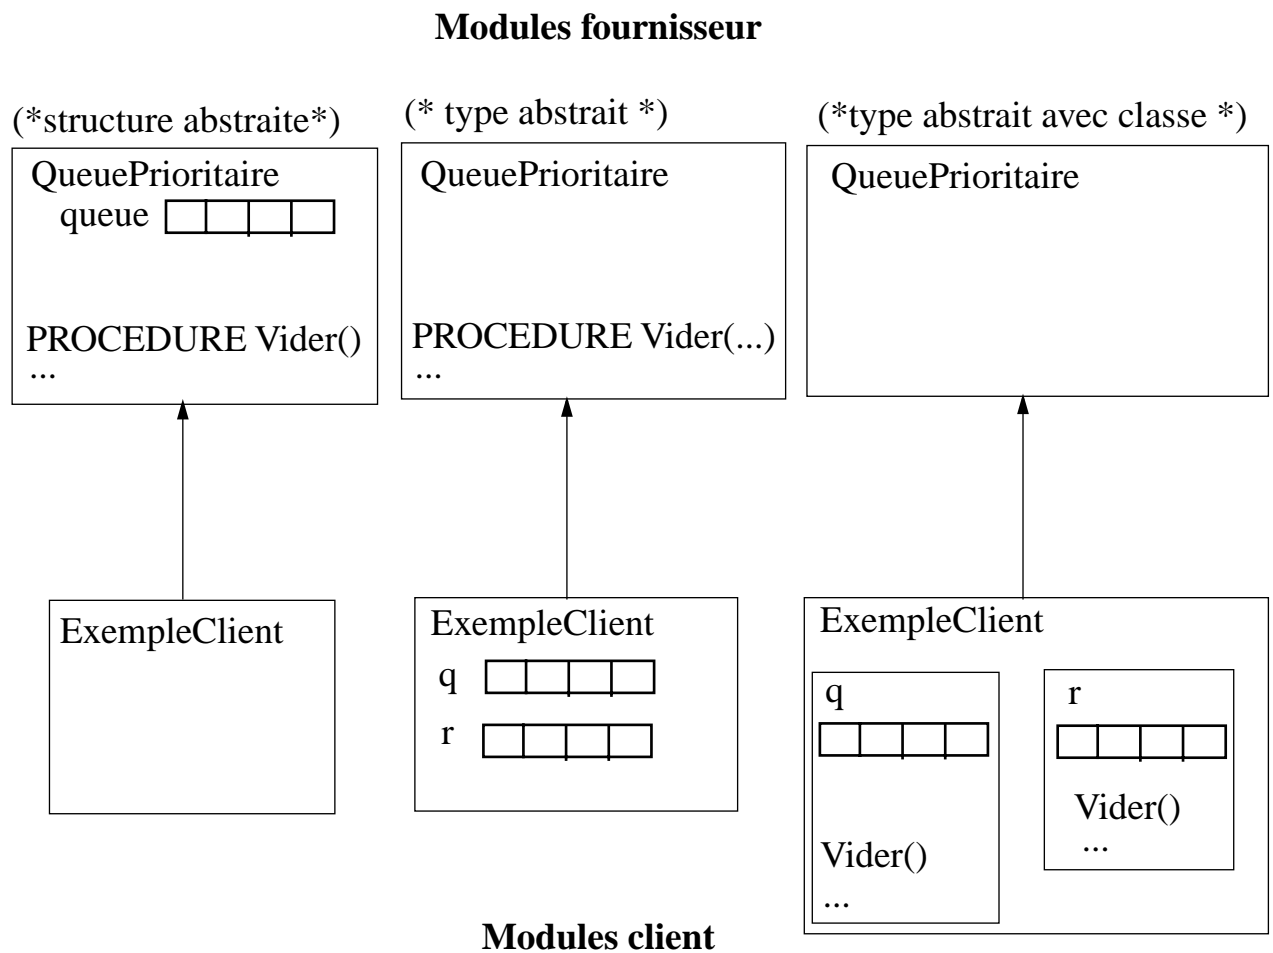 Modules fournisseur
(*structure abstraite*)
QueuePrioritaire
queue
PROCEDURE Vider()
...
(* type abstrait *)
QueuePrioritaire
PROCEDURE Vider(...)
...
(*type abstrait avec classe *)
QueuePrioritaire
ExempleClient
ExempleClient
q
r
ExempleClient
q
Vider()
...
r
Vider()
...
Modules client